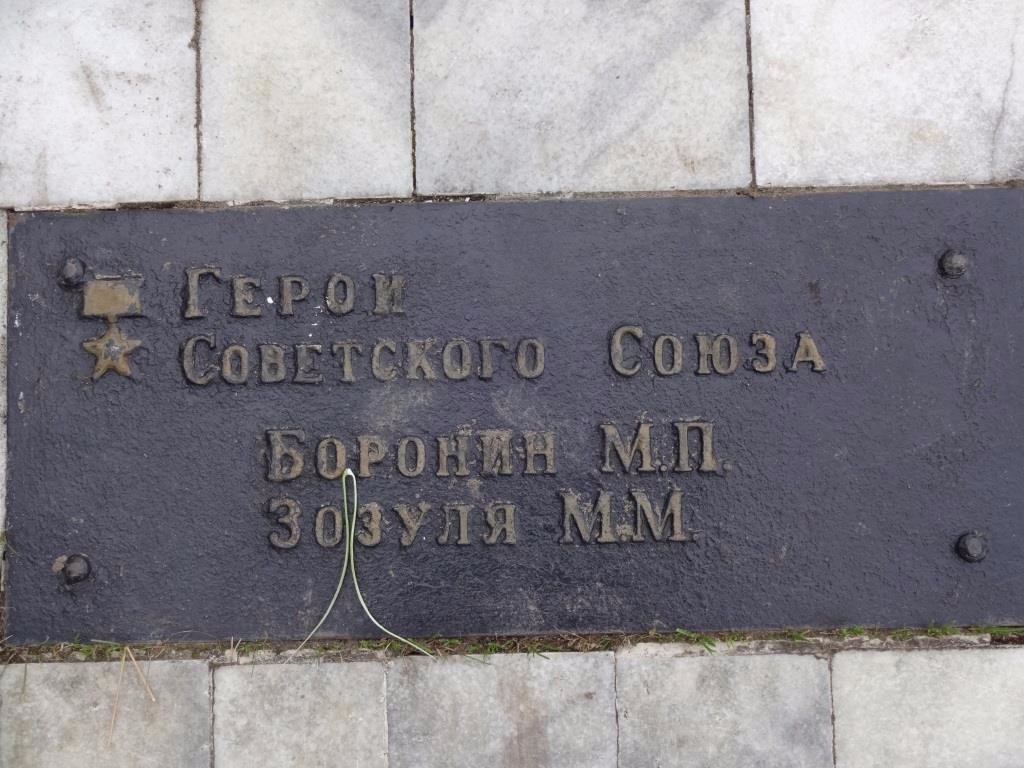 Герои
Советского Союза
Боронин М.П.
Зозуля М.М.